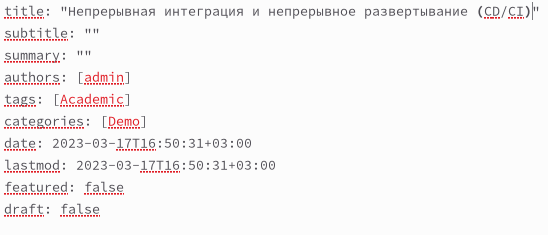 title: "Непрерывная интеграция и непрерывное развертывание (CD/CI)"
subtitle: ""
summary: ""
authors: [admin]
tags: [Academic]
categories: [Demo]
date: 2023-03-17T16:50:31+03:00
lastmod: 2023-03-17T16:50:31+03:00
featured: false
draft: false